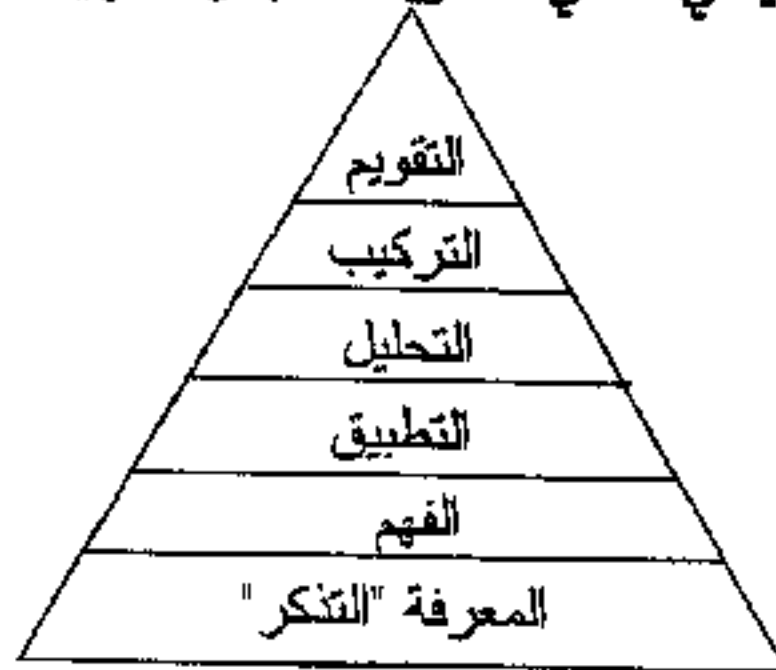 التقويم
التركيب
التحليل
التطبيق
الفهم
المعرفة "التذكر"